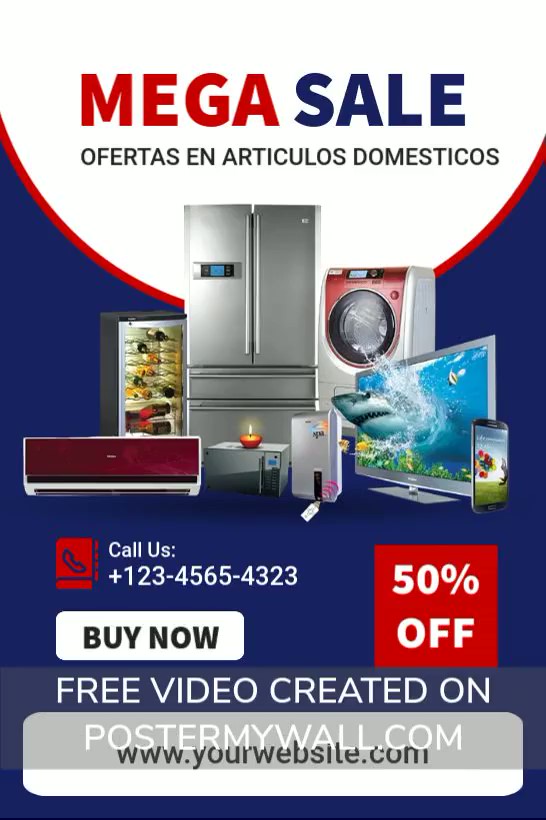 MEGA SALE
OFERTAS EN ARTICULOS DOMESTICOS
spa
Call Us:
+123-4565-4323
50%
OFF
BUY NOW
FREE VIDEO CREATED ON
POSTERMYWALL.COM
www.yourwebsite.com